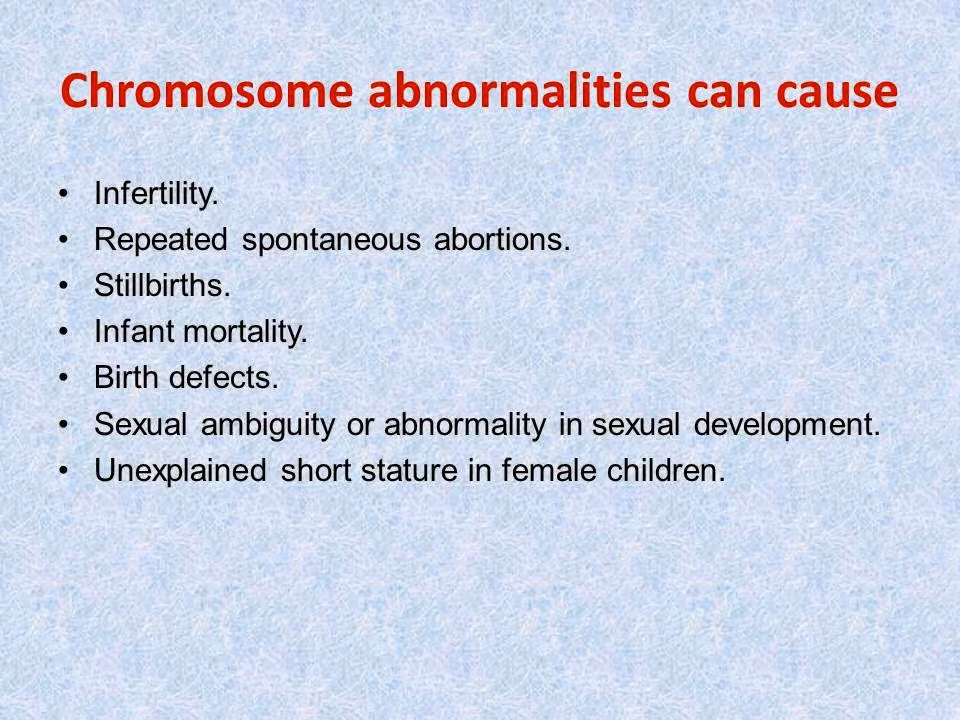 Chromosome abnormalities can cause
• Infertility.
• Repeated spontaneous abortions.
• Stillbirths.
• Infant mortality.
• Birth defects.
• Sexual ambiguity or abnormality in sexual development.
• Unexplained short stature in female children.